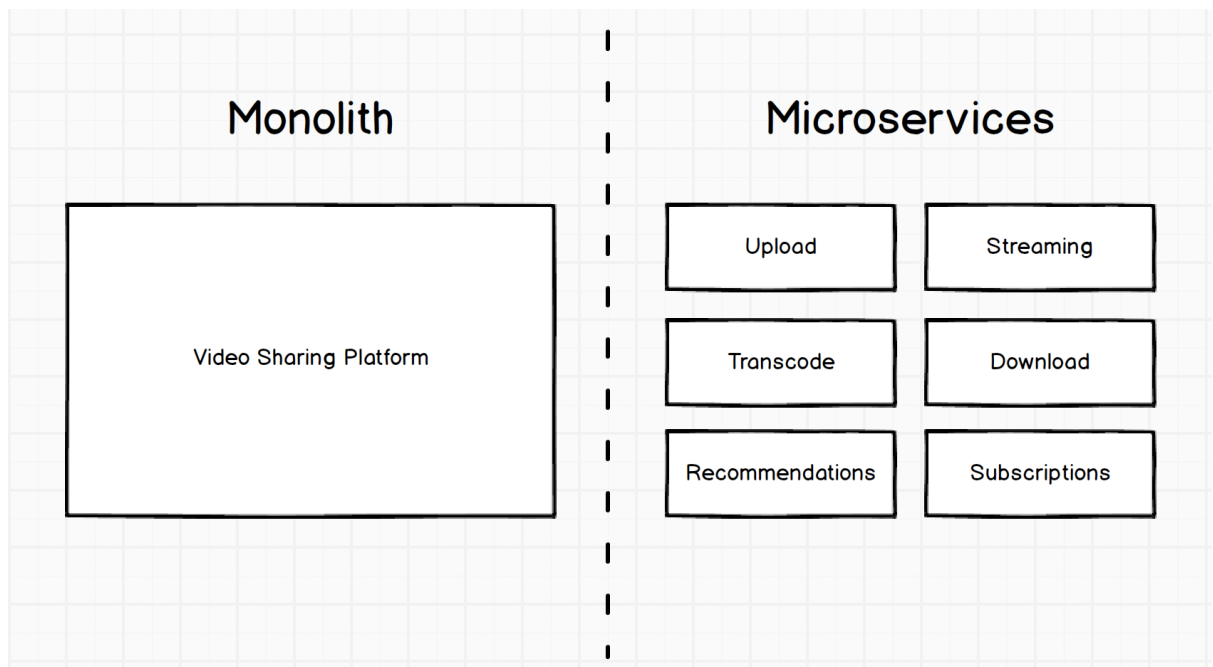 Monolith
Microservices
Video Sharing Platform
Upload
Streaming
Transcode
Download
Recommendations
Subscriptions